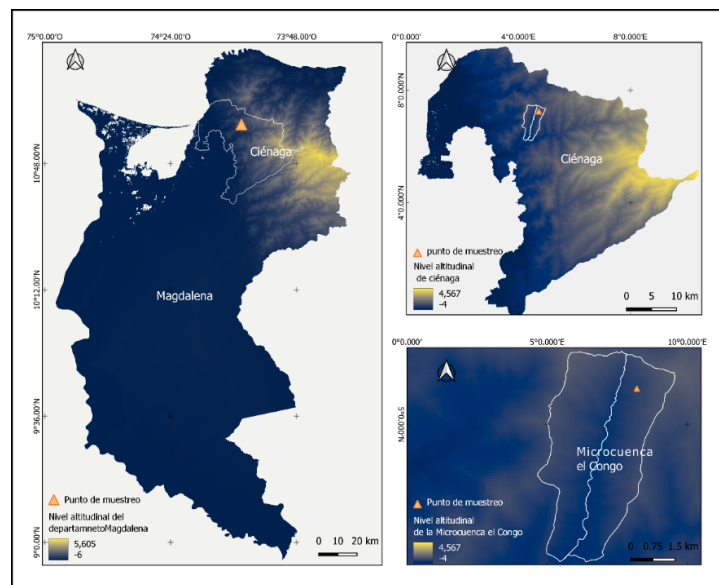 75°0.00'W 74°24.00'W 73°48.00'W
10°48.00'N
10°12.00'N
9°36.00'N
9°0.00'N
Ciénaga
Magdalena
Punto de muestreo
Nivel altitudinal del
departamnetoMagdalena
5,605
-6
0 10 20 km
0°0.000' 4°0.000'E 8°0.000'E
8°0.000'N
4°0.000'N
Ciénaga
punto de muestreo
Nivel altitudinal
de ciénaga
4,567
-4
0 5 10 km
0°0.000' 5°0.000'E 10°0.000'E
5°0.000'N
Microcuenca
el Congo
Punto de muestreo
Nivel altitudinal
de la Microcuenca el Congo
4,567
-4
0 0.75 1.5 km